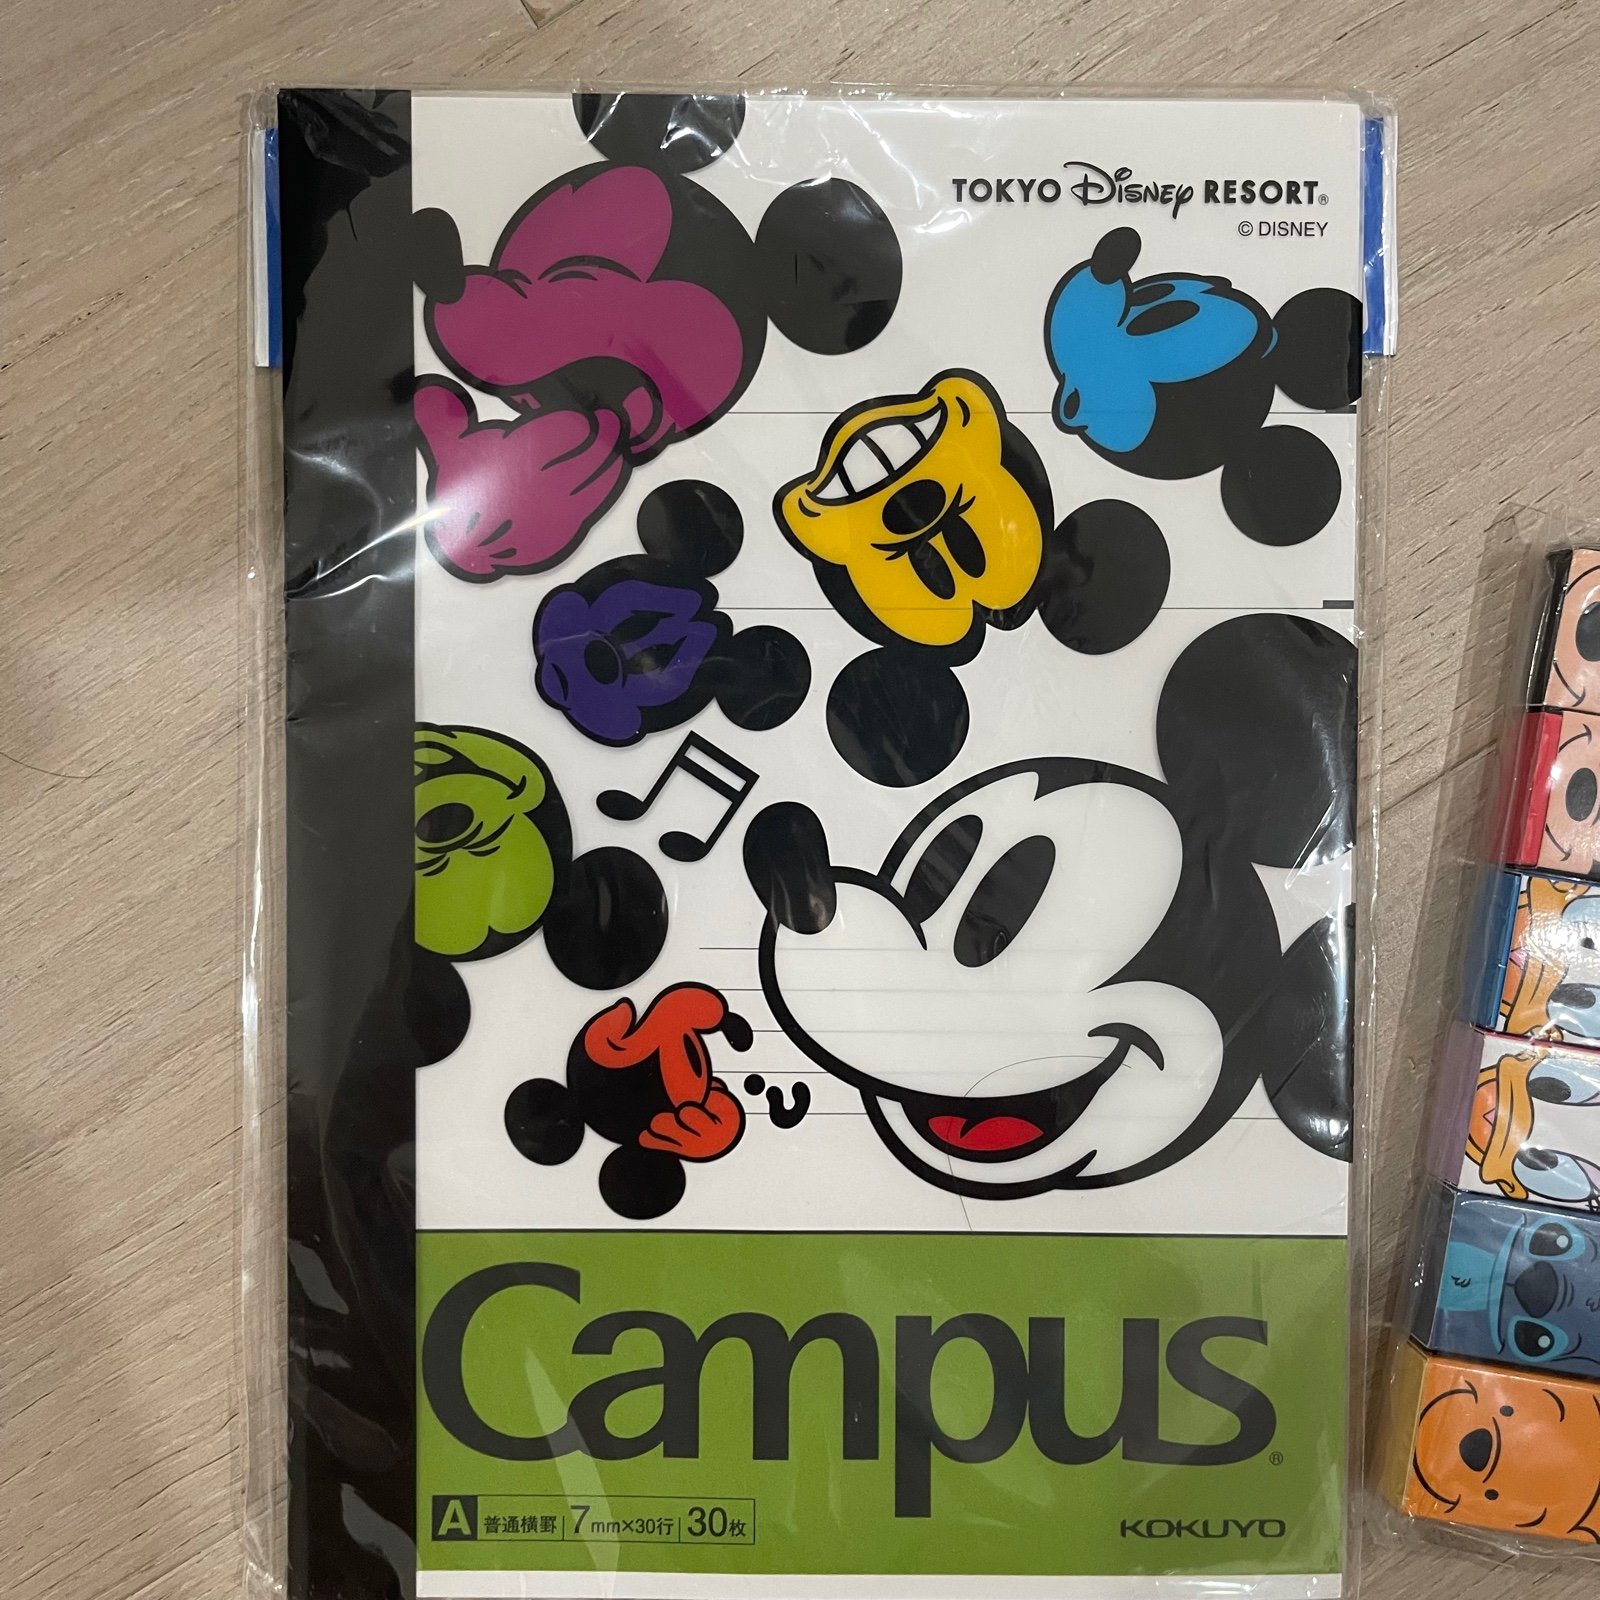 TOKYO Disney RESORT®
© DISNEY
?
Campus®
A 普通横罫 7mm×30行 30枚
KOKUYO